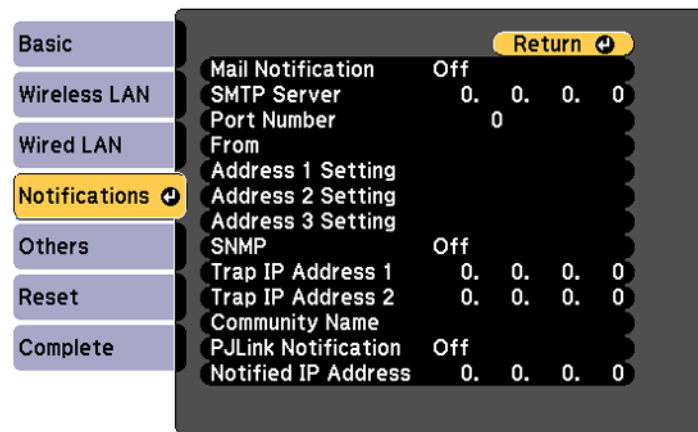 Basic
Wireless LAN
Wired LAN
Notifications
Others
Reset
Complete
Return
Mail Notification Off
SMTP Server 0. 0. 0. 0
Port Number 0
From
Address 1 Setting
Address 2 Setting
Address 3 Setting
SNMP Off
Trap IP Address 1 0. 0. 0. 0
Trap IP Address 2 0. 0. 0. 0
Community Name
PJLink Notification Off
Notified IP Address 0. 0. 0. 0